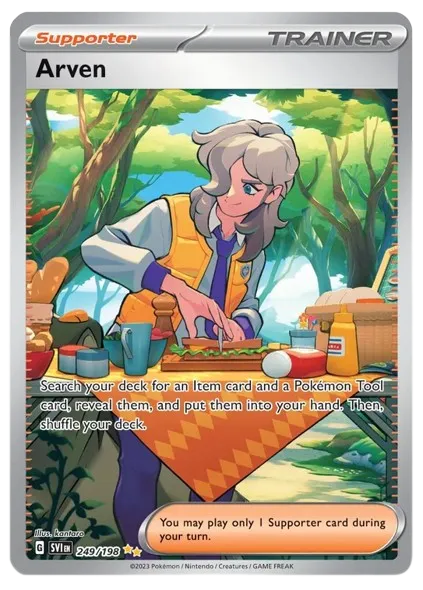 Supporter
TRAINER
Arven
Search your deck for an Item card and a Pokémon Tool
card, reveal them, and put them into your hand. Then,
shuffle your deck.
You may play only 1 Supporter card during
your turn.
Illus. kantaro
G SVI EN 249/198
©2023 Pokémon / Nintendo / Creatures / GAME FREAK